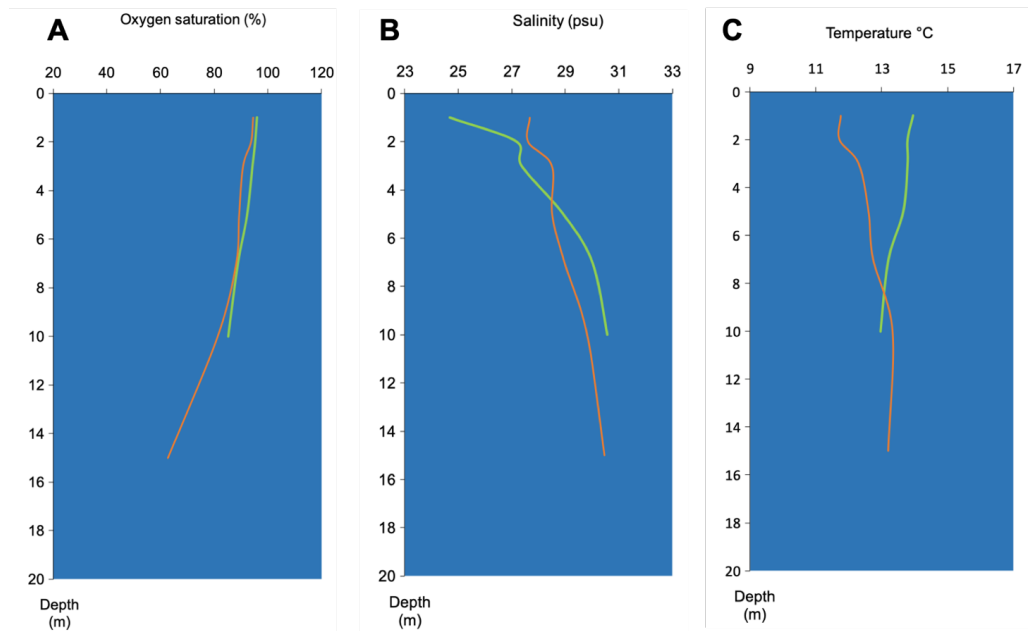 A
Oxygen saturation (%)
20 40 60 80 100 120
0
2
4
6
8
10
12
14
16
18
20
Depth
(m)
B
Salinity (psu)
23 25 27 29 31 33
0
2
4
6
8
10
12
14
16
18
20
Depth
(m)
C
Temperature °C
9 11 13 15 17
0
2
4
6
8
10
12
14
16
18
20
Depth
(m)